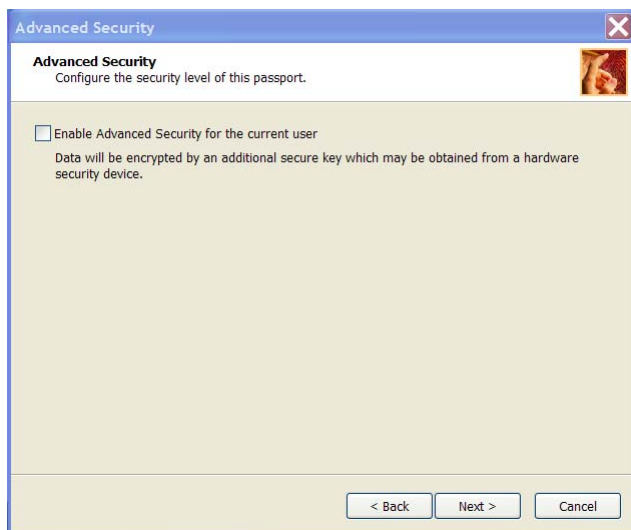 Advanced Security
Advanced Security
Configure the security level of this passport.
Enable Advanced Security for the current user
Data will be encrypted by an additional secure key which may be obtained from a hardware
security device.
< Back
Next >
Cancel